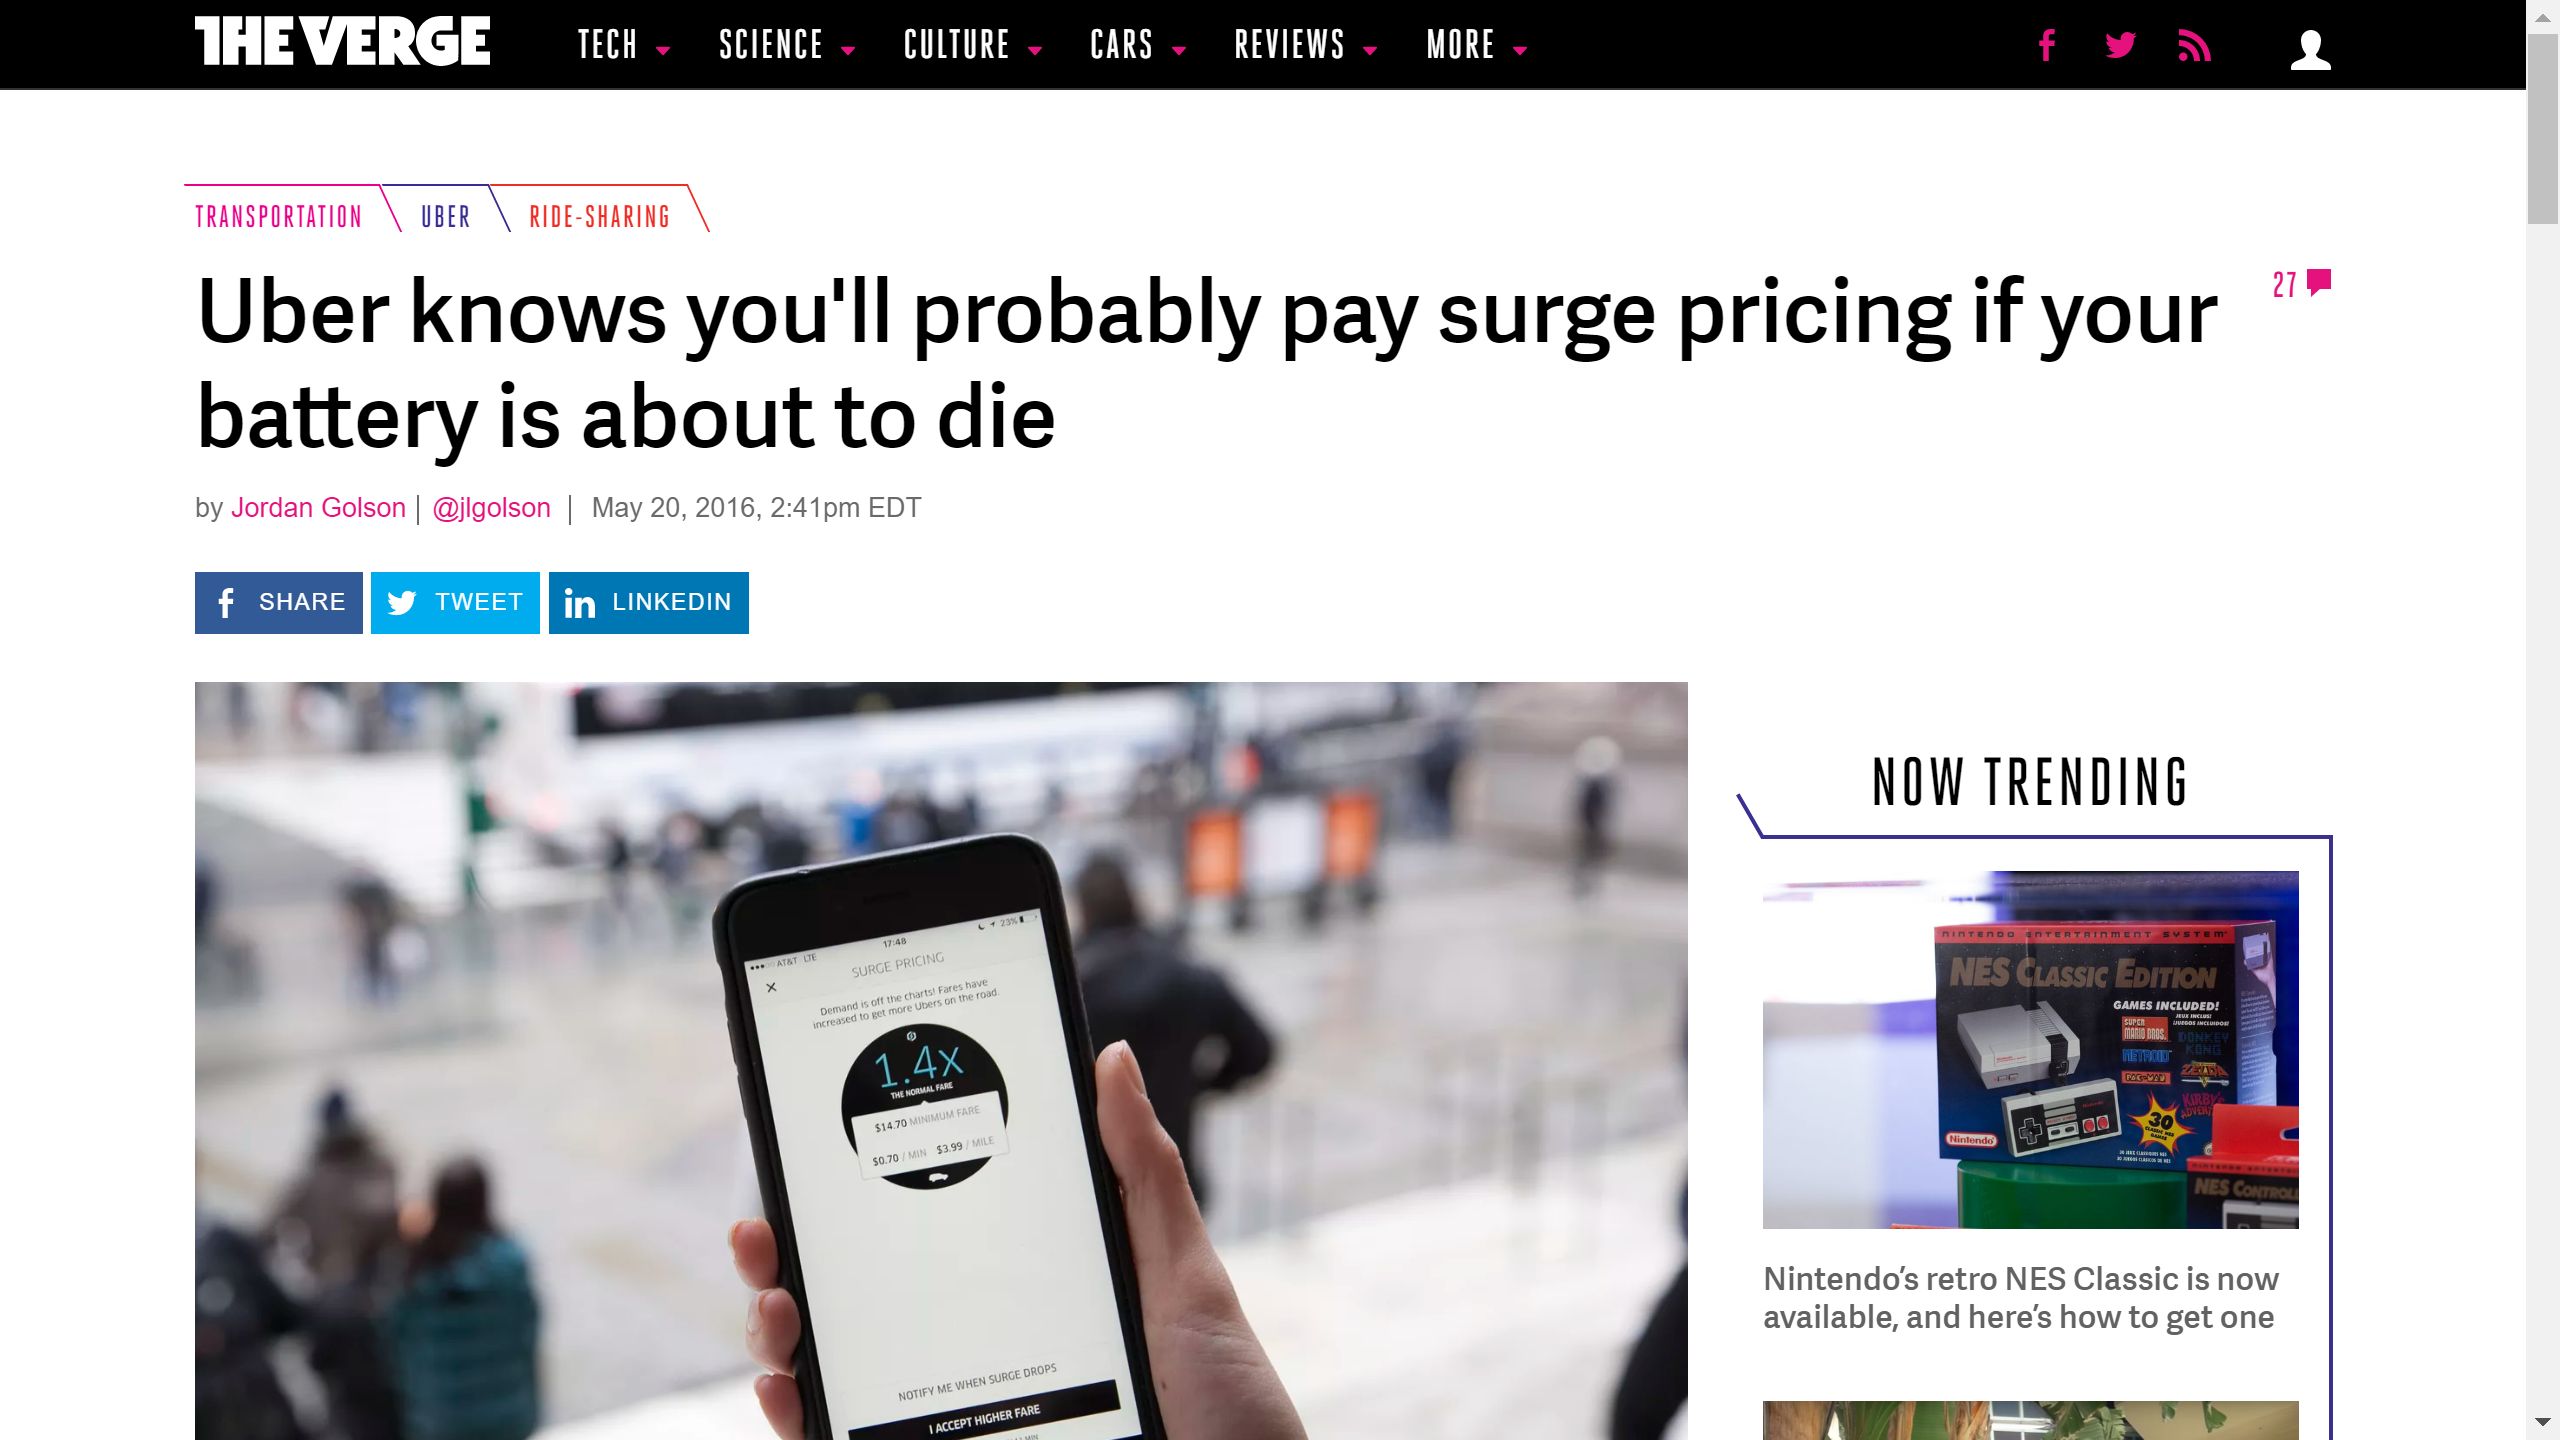 THE VERGE
TECH SCIENCE CULTURE CARS REVIEWS MORE
TRANSPORTATION UBER RIDE-SHARING
Uber knows you'll probably pay surge pricing if your
battery is about to die
27
by Jordan Golson | @jlgolson | May 20, 2016, 2:41pm EDT
SHARE TWEET LINKEDIN
AT&T LTE 17:48 23%
SURGE PRICING
Demand is off the charts! Fares have
increased to get more Ubers on the road.
1.4x
THE NORMAL FARE
$14.70 MINIMUM FARE
$0.70 / MIN $3.99 / MILE
NOTIFY ME WHEN SURGE DROPS
I ACCEPT HIGHER FARE
NOW TRENDING
NINTENDO ENTERTAINMENT SYSTEM
NES CLASSIC EDITION
GAMES INCLUDED!
JEUX INCLUS!
¡JUEGOS INCLUIDOS!
SUPER
MARIO BROS.
DONKEY
KONG
METROID
PAC-MAN
ZELDA
KIRBY'S
30
Nintendo
NES
Nintendo’s retro NES Classic is now
available, and here’s how to get one